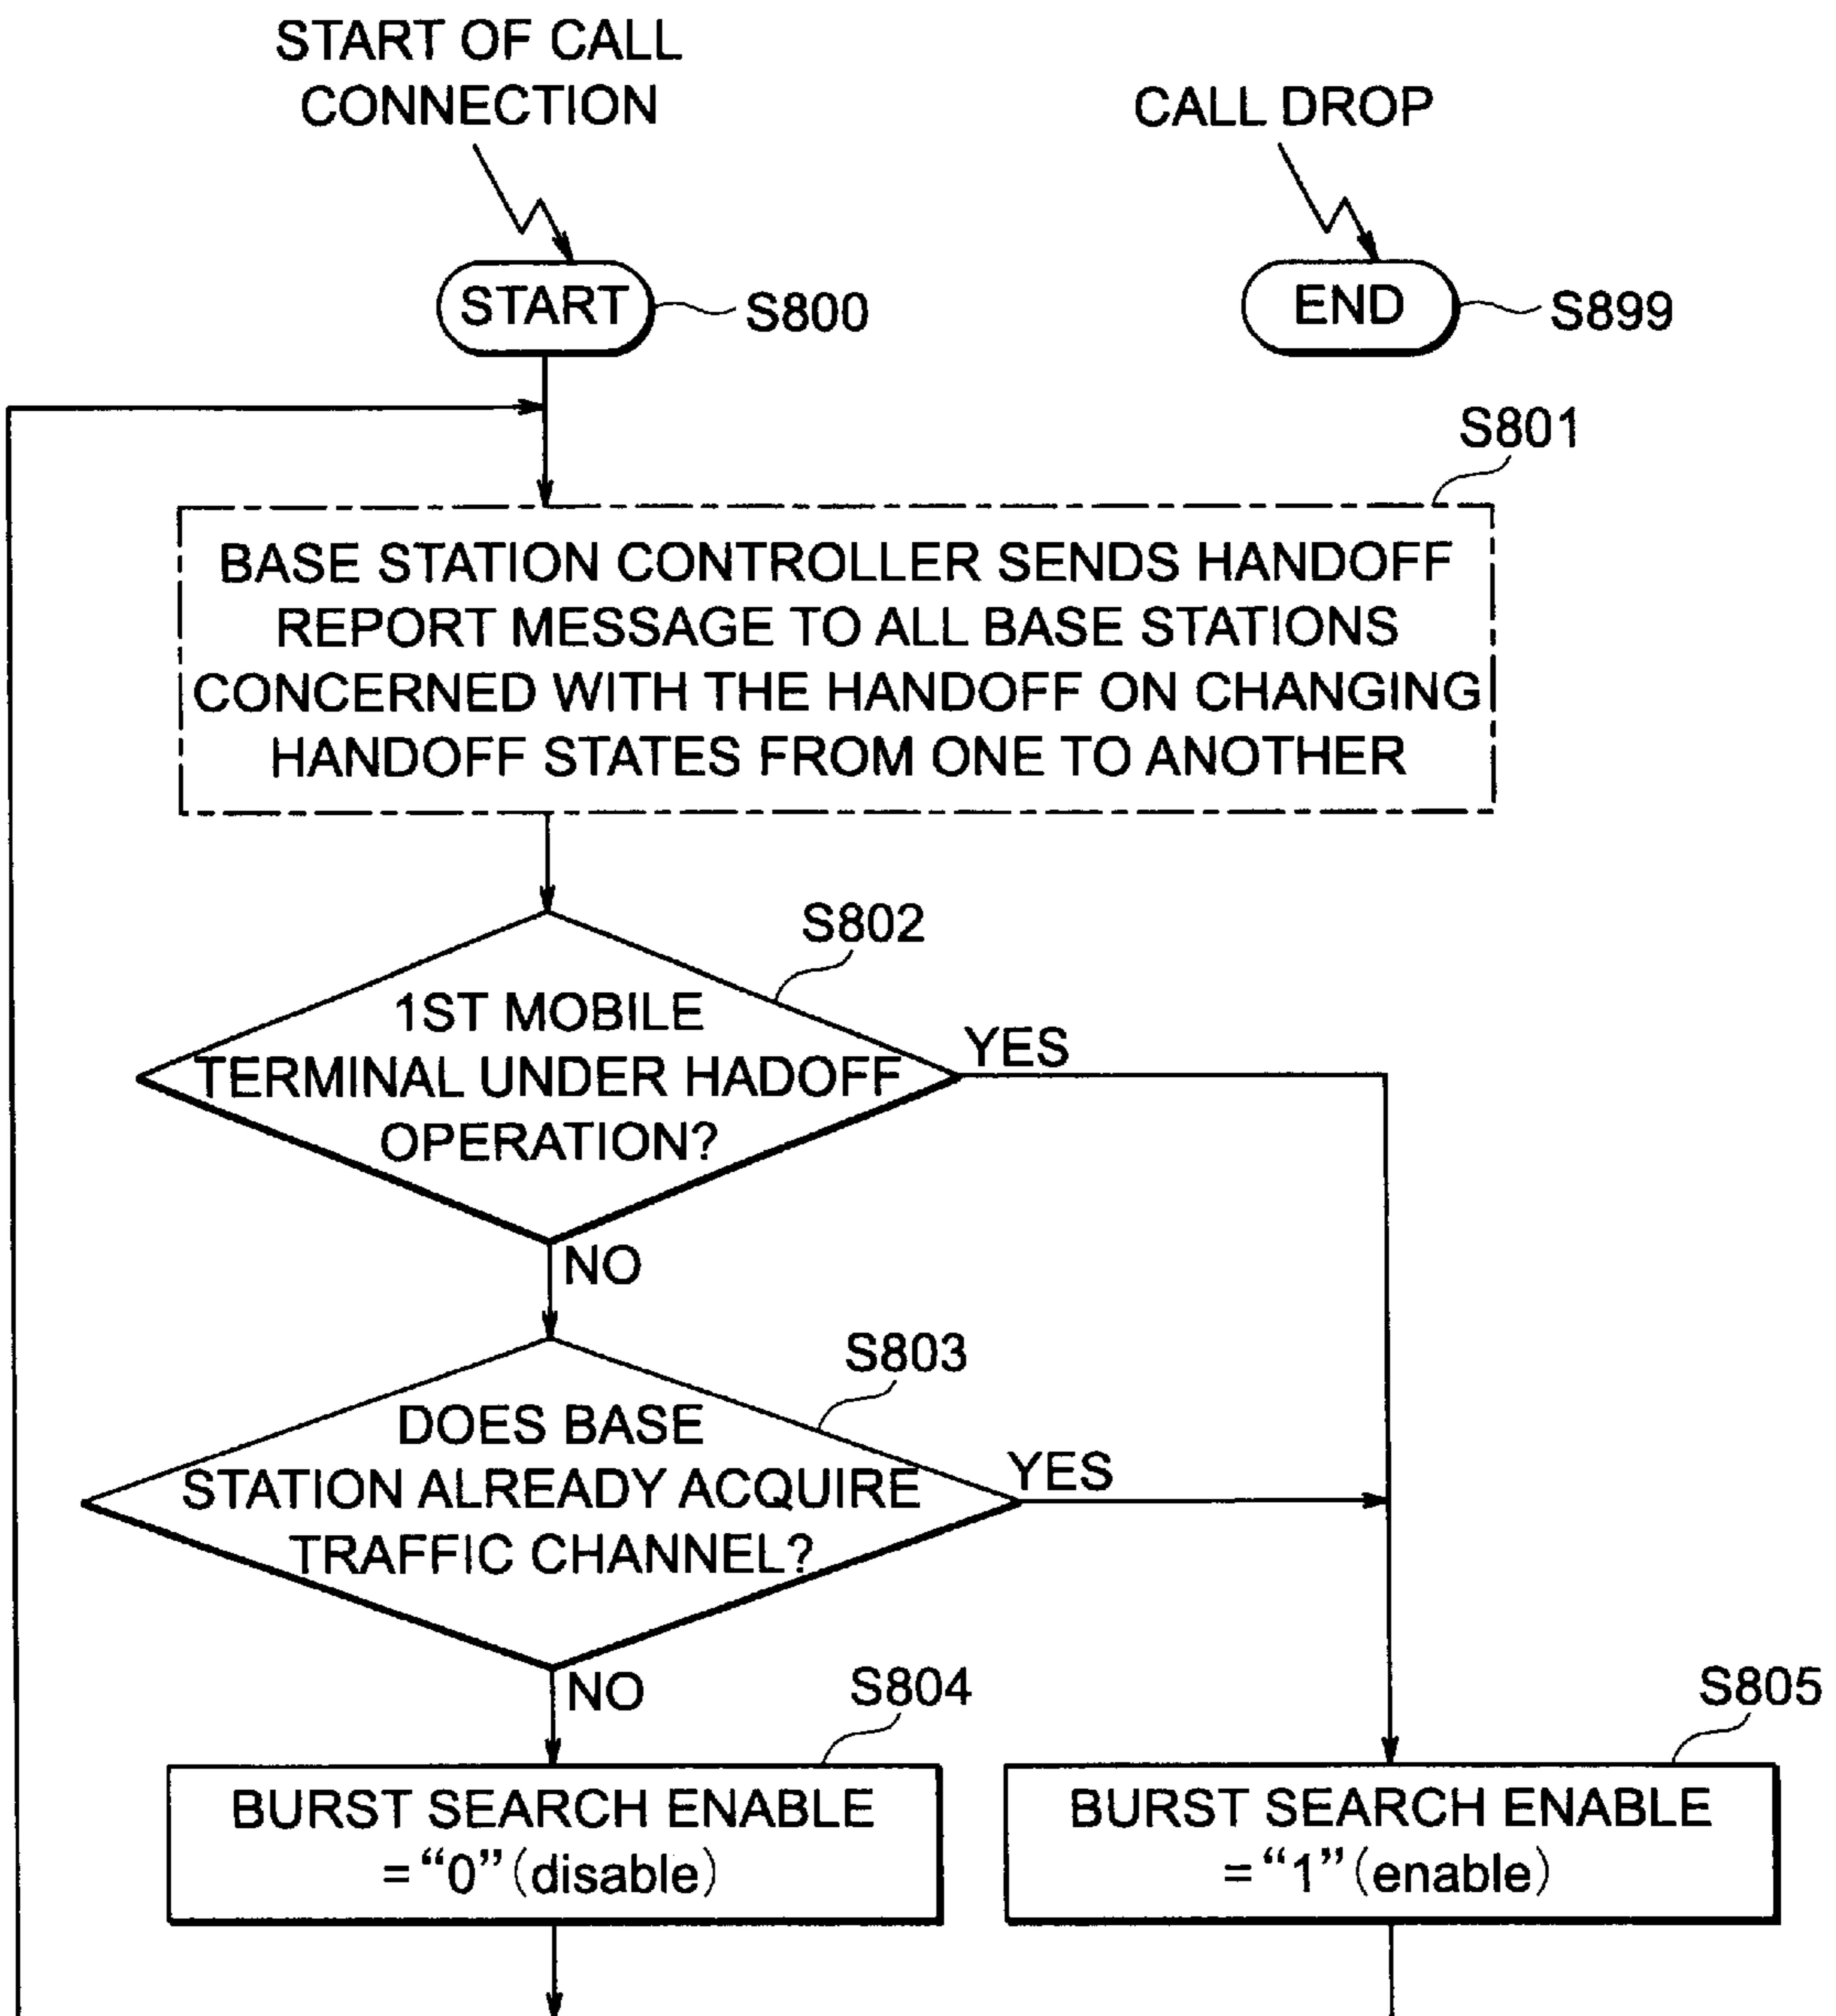 START OF CALL
CONNECTION
CALL DROP
START
S800
END
S899
S801
BASE STATION CONTROLLER SENDS HANDOFF
REPORT MESSAGE TO ALL BASE STATIONS
CONCERNED WITH THE HANDOFF ON CHANGING
HANDOFF STATES FROM ONE TO ANOTHER
S802
1ST MOBILE
TERMINAL UNDER HADOFF
OPERATION?
YES
NO
S803
DOES BASE
STATION ALREADY ACQUIRE
TRAFFIC CHANNEL?
YES
NO
S804
BURST SEARCH ENABLE
=“0”(disable)
S805
BURST SEARCH ENABLE
=“1”(enable)